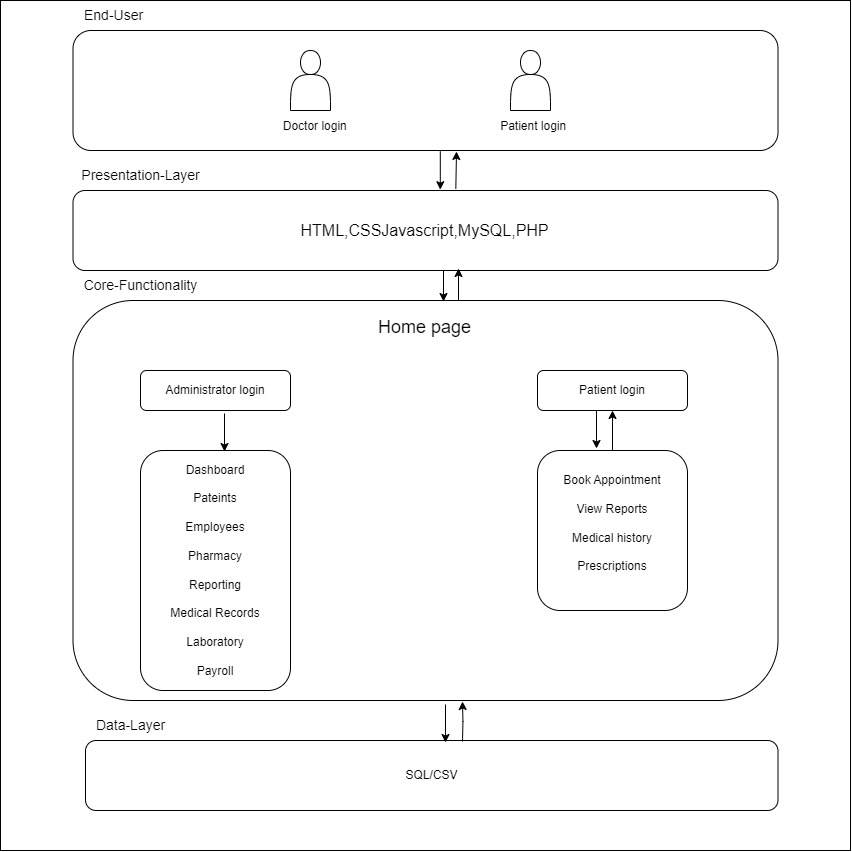 End-User
Doctor login
Patient login
Presentation-Layer
HTML,CSSJavascript,MySQL,PHP
Core-Functionality
Home page
Administrator login
Dashboard
Pateints
Employees
Pharmacy
Reporting
Medical Records
Laboratory
Payroll
Patient login
Book Appointment
View Reports
Medical history
Prescriptions
Data-Layer
SQL/CSV